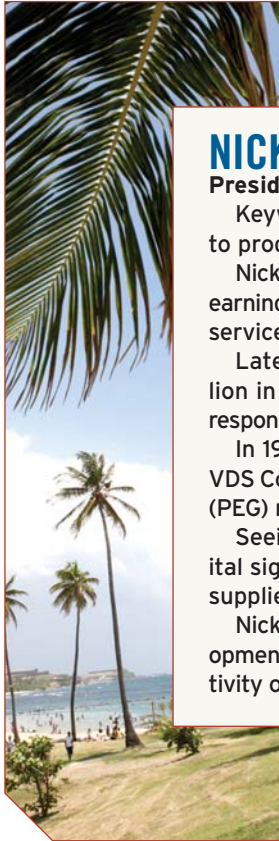 NICK
Presid
Keyw
to proc
Nick
earning
service
Late
lion in
respon
In 19
VDS Co
(PEG) r
Seei
ital sig
supplie
Nick
opmen
tivity o